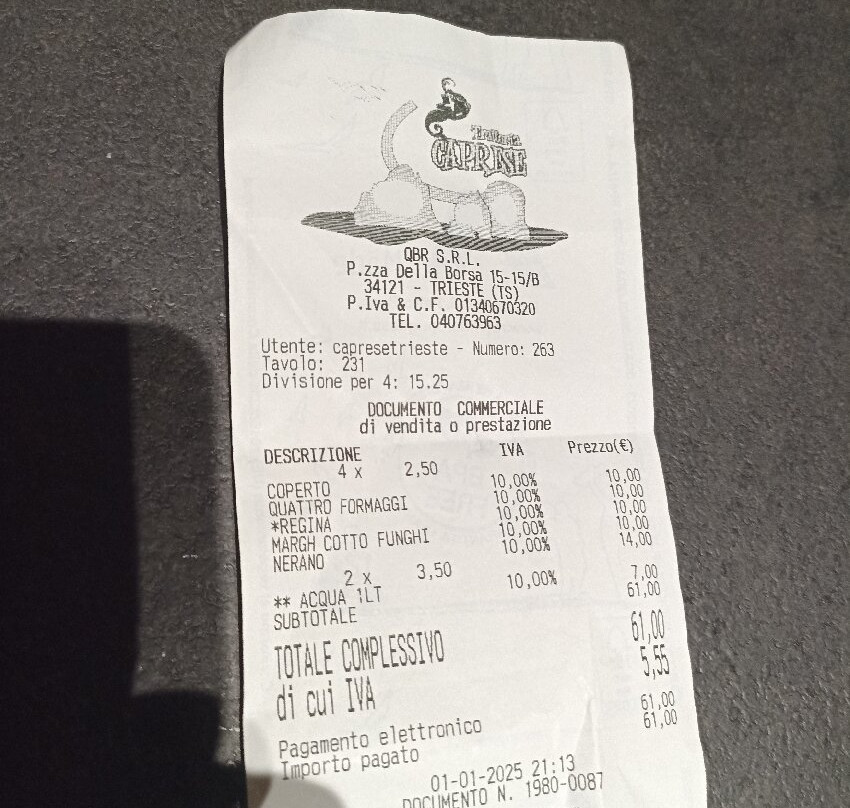 Trattoria
CAPRESE
QBR S.R.L.
P.zza Della Borsa 15-15/B
34121 - TRIESTE (TS)
P.Iva & C.F. 01340670320
TEL. 040763963
Utente: capresetrieste - Numero: 263
Tavolo: 231
Divisione per 4: 15.25
DOCUMENTO COMMERCIALE
di vendita o prestazione
DESCRIZIONE IVA Prezzo(€)
4 x 2,50
COPERTO 10,00% 10,00
QUATTRO FORMAGGI 10,00% 10,00
*REGINA 10,00% 10,00
MARGH COTTO FUNGHI 10,00% 10,00
NERANO 10,00% 14,00
2 x 3,50
** ACQUA 1LT 10,00% 7,00
SUBTOTALE 61,00
TOTALE COMPLESSIVO 61,00
di cui IVA 5,55
Pagamento elettronico 61,00
Importo pagato 61,00
01-01-2025 21:13
DOCUMENTO N. 1980-0087